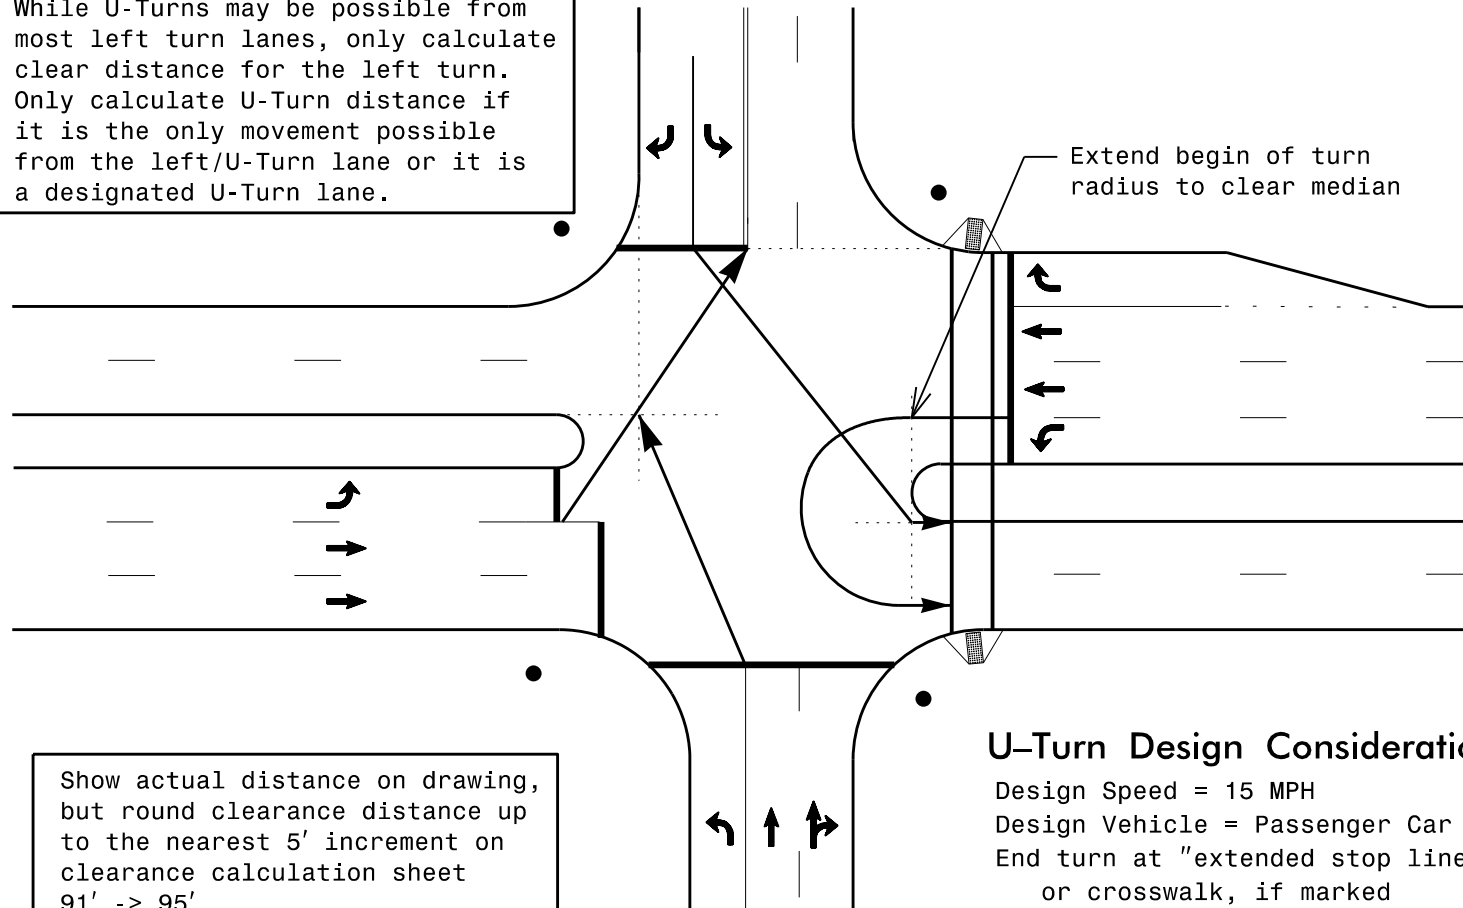 While U-Turns may be possible from
most left turn lanes, only calculate
clear distance for the left turn.
Only calculate U-Turn distance if
it is the only movement possible
from the left/U-Turn lane or it is
a designated U-Turn lane.
Extend begin of turn
radius to clear median
Show actual distance on drawing,
but round clearance distance up
to the nearest 5' increment on
clearance calculation sheet
91' -> 95'
U-Turn Design Consideratio
Design Speed = 15 MPH
Design Vehicle = Passenger Car
End turn at "extended stop line
or crosswalk, if marked